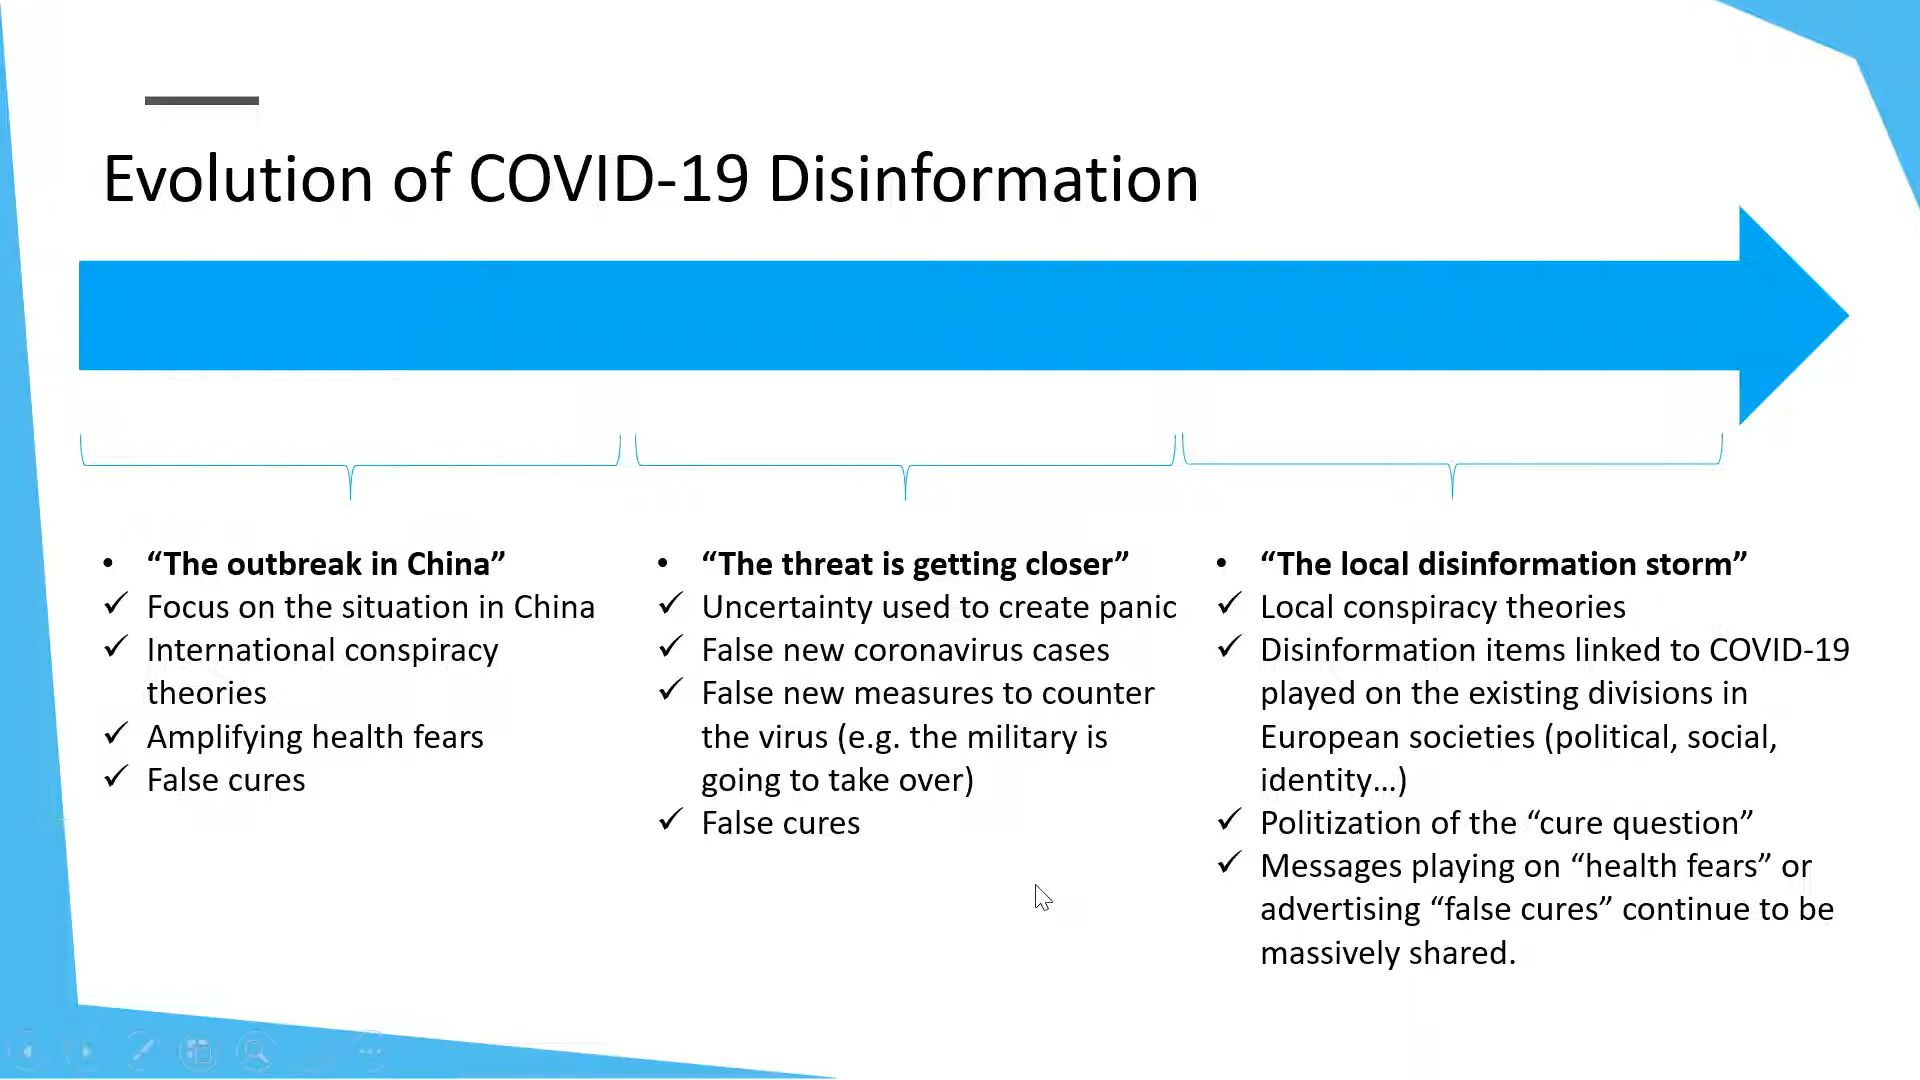 Evolution of COVID-19 Disinformation
• “The outbreak in China”
✓ Focus on the situation in China
✓ International conspiracy
theories
✓ Amplifying health fears
✓ False cures
• “The threat is getting closer”
✓ Uncertainty used to create panic
✓ False new coronavirus cases
✓ False new measures to counter
the virus (e.g. the military is
going to take over)
✓ False cures
• “The local disinformation storm”
✓ Local conspiracy theories
✓ Disinformation items linked to COVID-19
played on the existing divisions in
European societies (political, social,
identity…)
✓ Politization of the “cure question”
✓ Messages playing on “health fears” or
advertising “false cures” continue to be
massively shared.